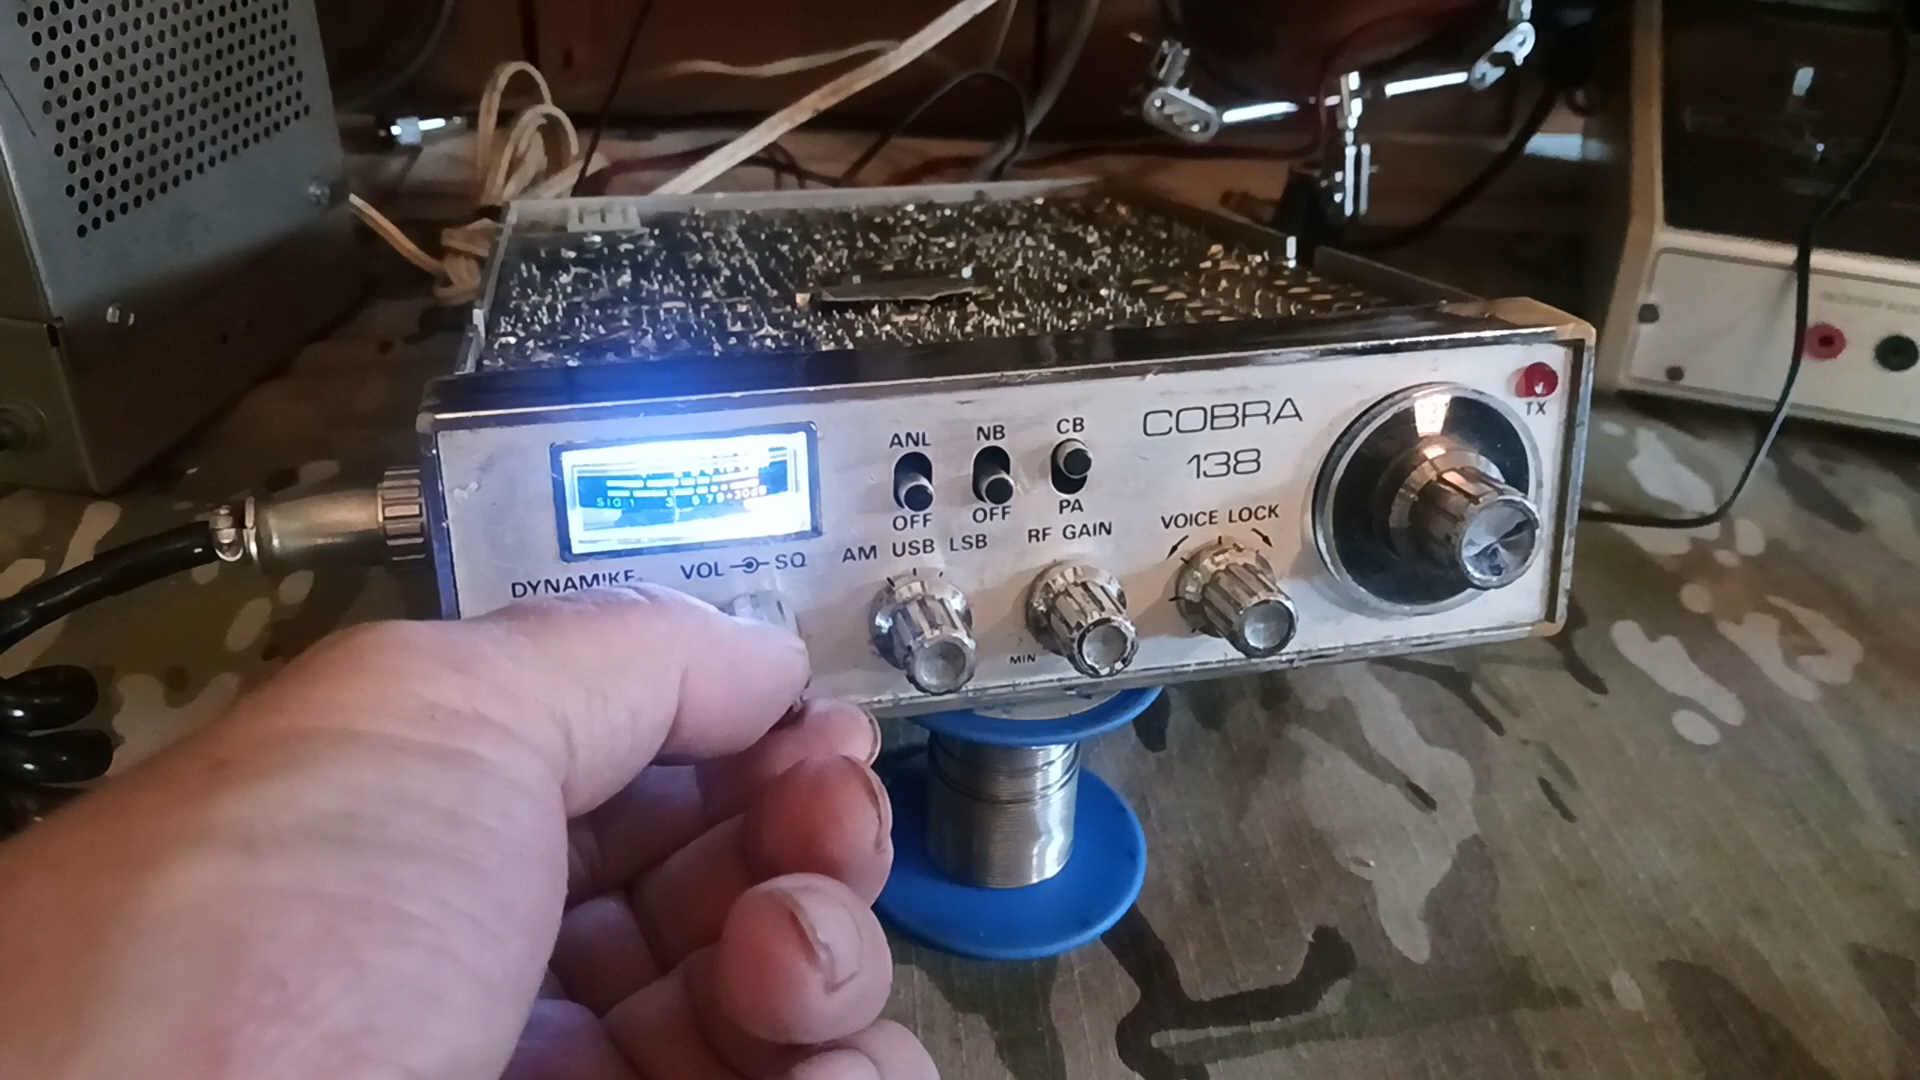 ANL
NB
CB
COBRA
138
TX
SIG
OFF
OFF
PA
VOICE LOCK
AM USB LSB
RF GAIN
DYNAMIKE
VOL SQ
MIN